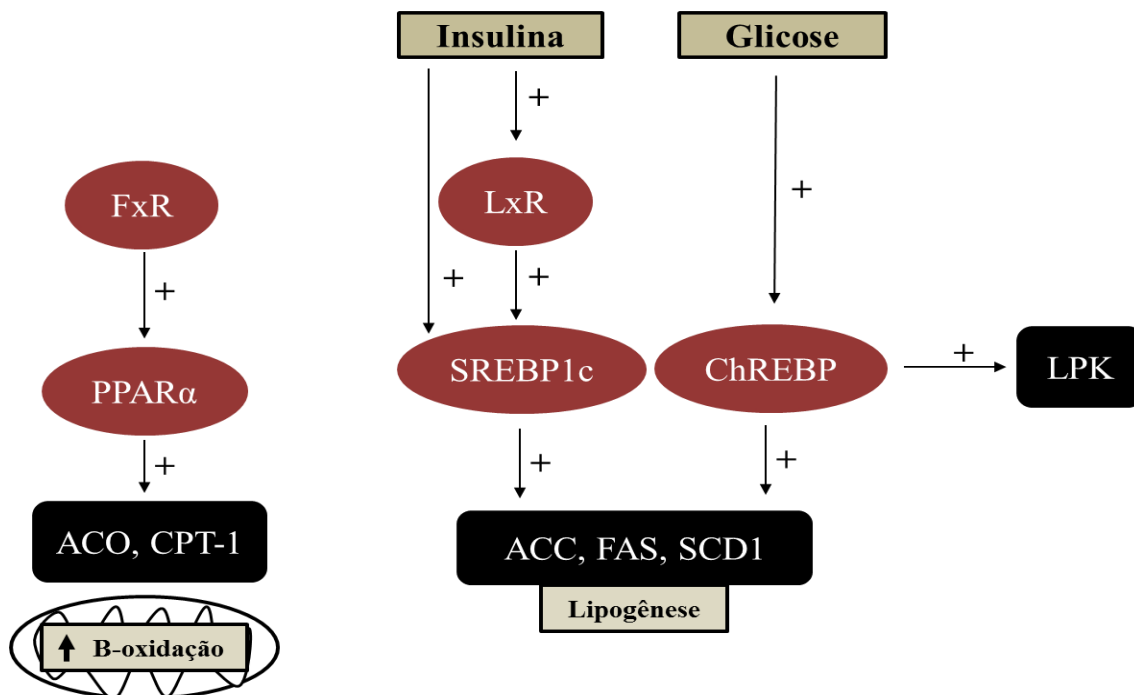 Insulina
Glicose
+
FxR
LxR
+
+
+
+
PPARα
SREBP1c
ChREBP
+
LPK
+
+
+
ACO, CPT-1
ACC, FAS, SCD1
Lipogênese
B-oxidação